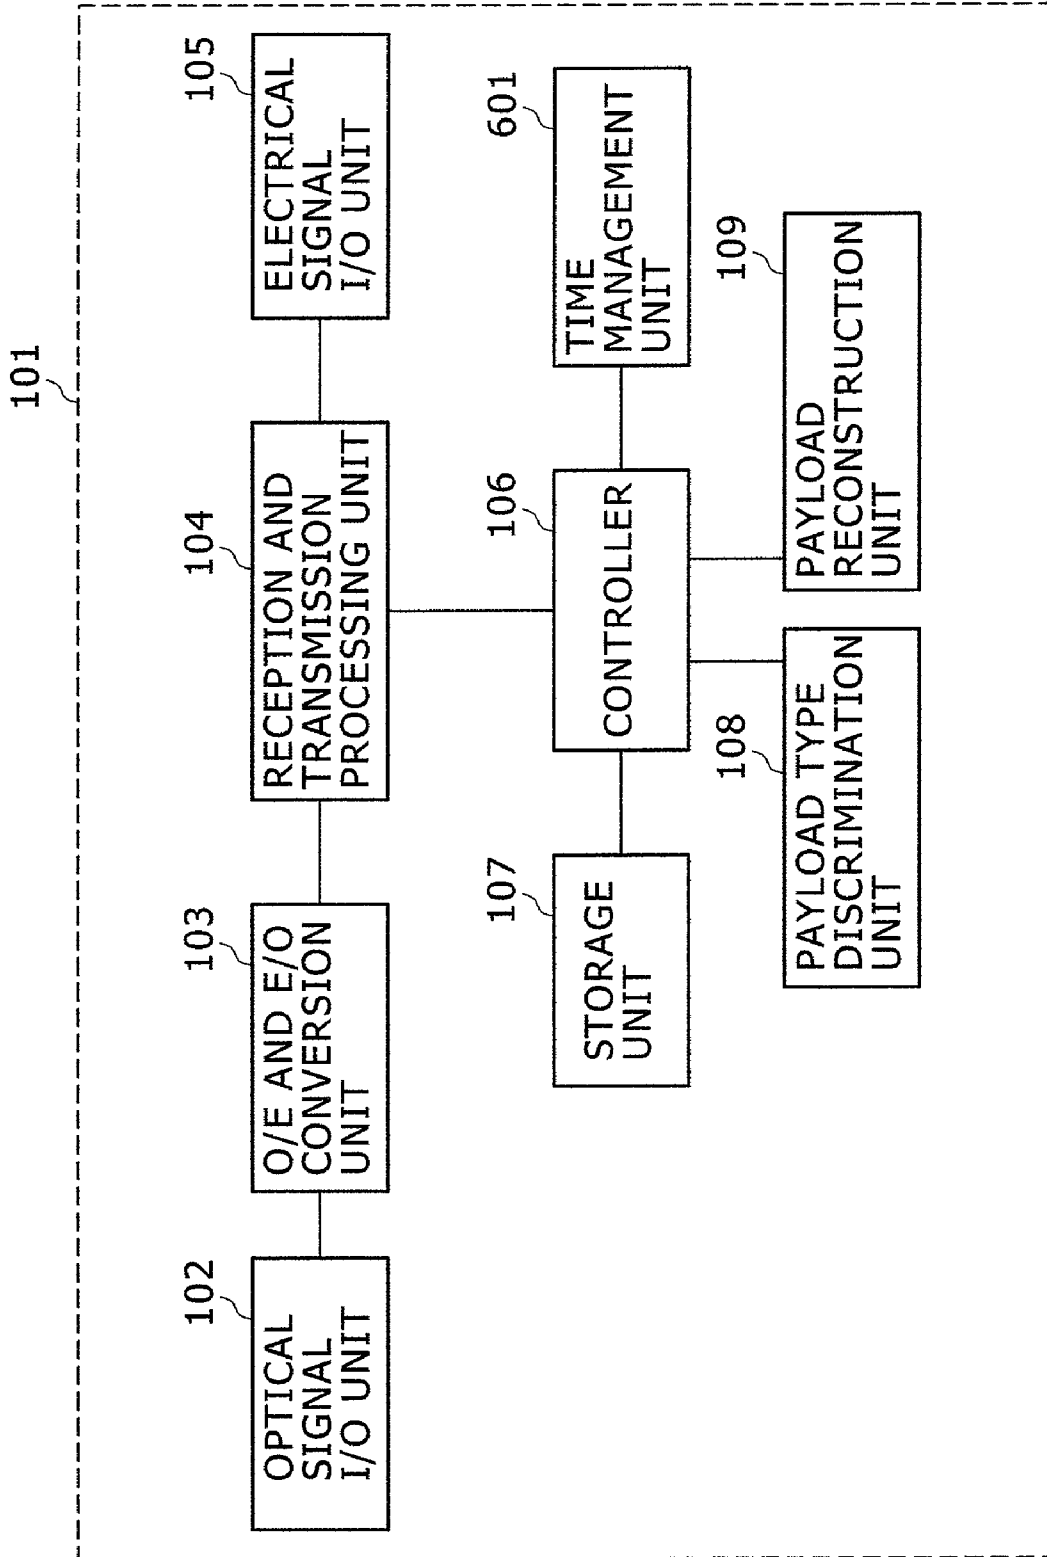 101
102
OPTICAL
SIGNAL
I/O UNIT
103
O/E AND E/O
CONVERSION
UNIT
104
RECEPTION AND
TRANSMISSION
PROCESSING UNIT
105
ELECTRICAL
SIGNAL
I/O UNIT
107
STORAGE
UNIT
106
CONTROLLER
601
TIME
MANAGEMENT
UNIT
108
PAYLOAD TYPE
DISCRIMINATION
UNIT
109
PAYLOAD
RECONSTRUCTION
UNIT